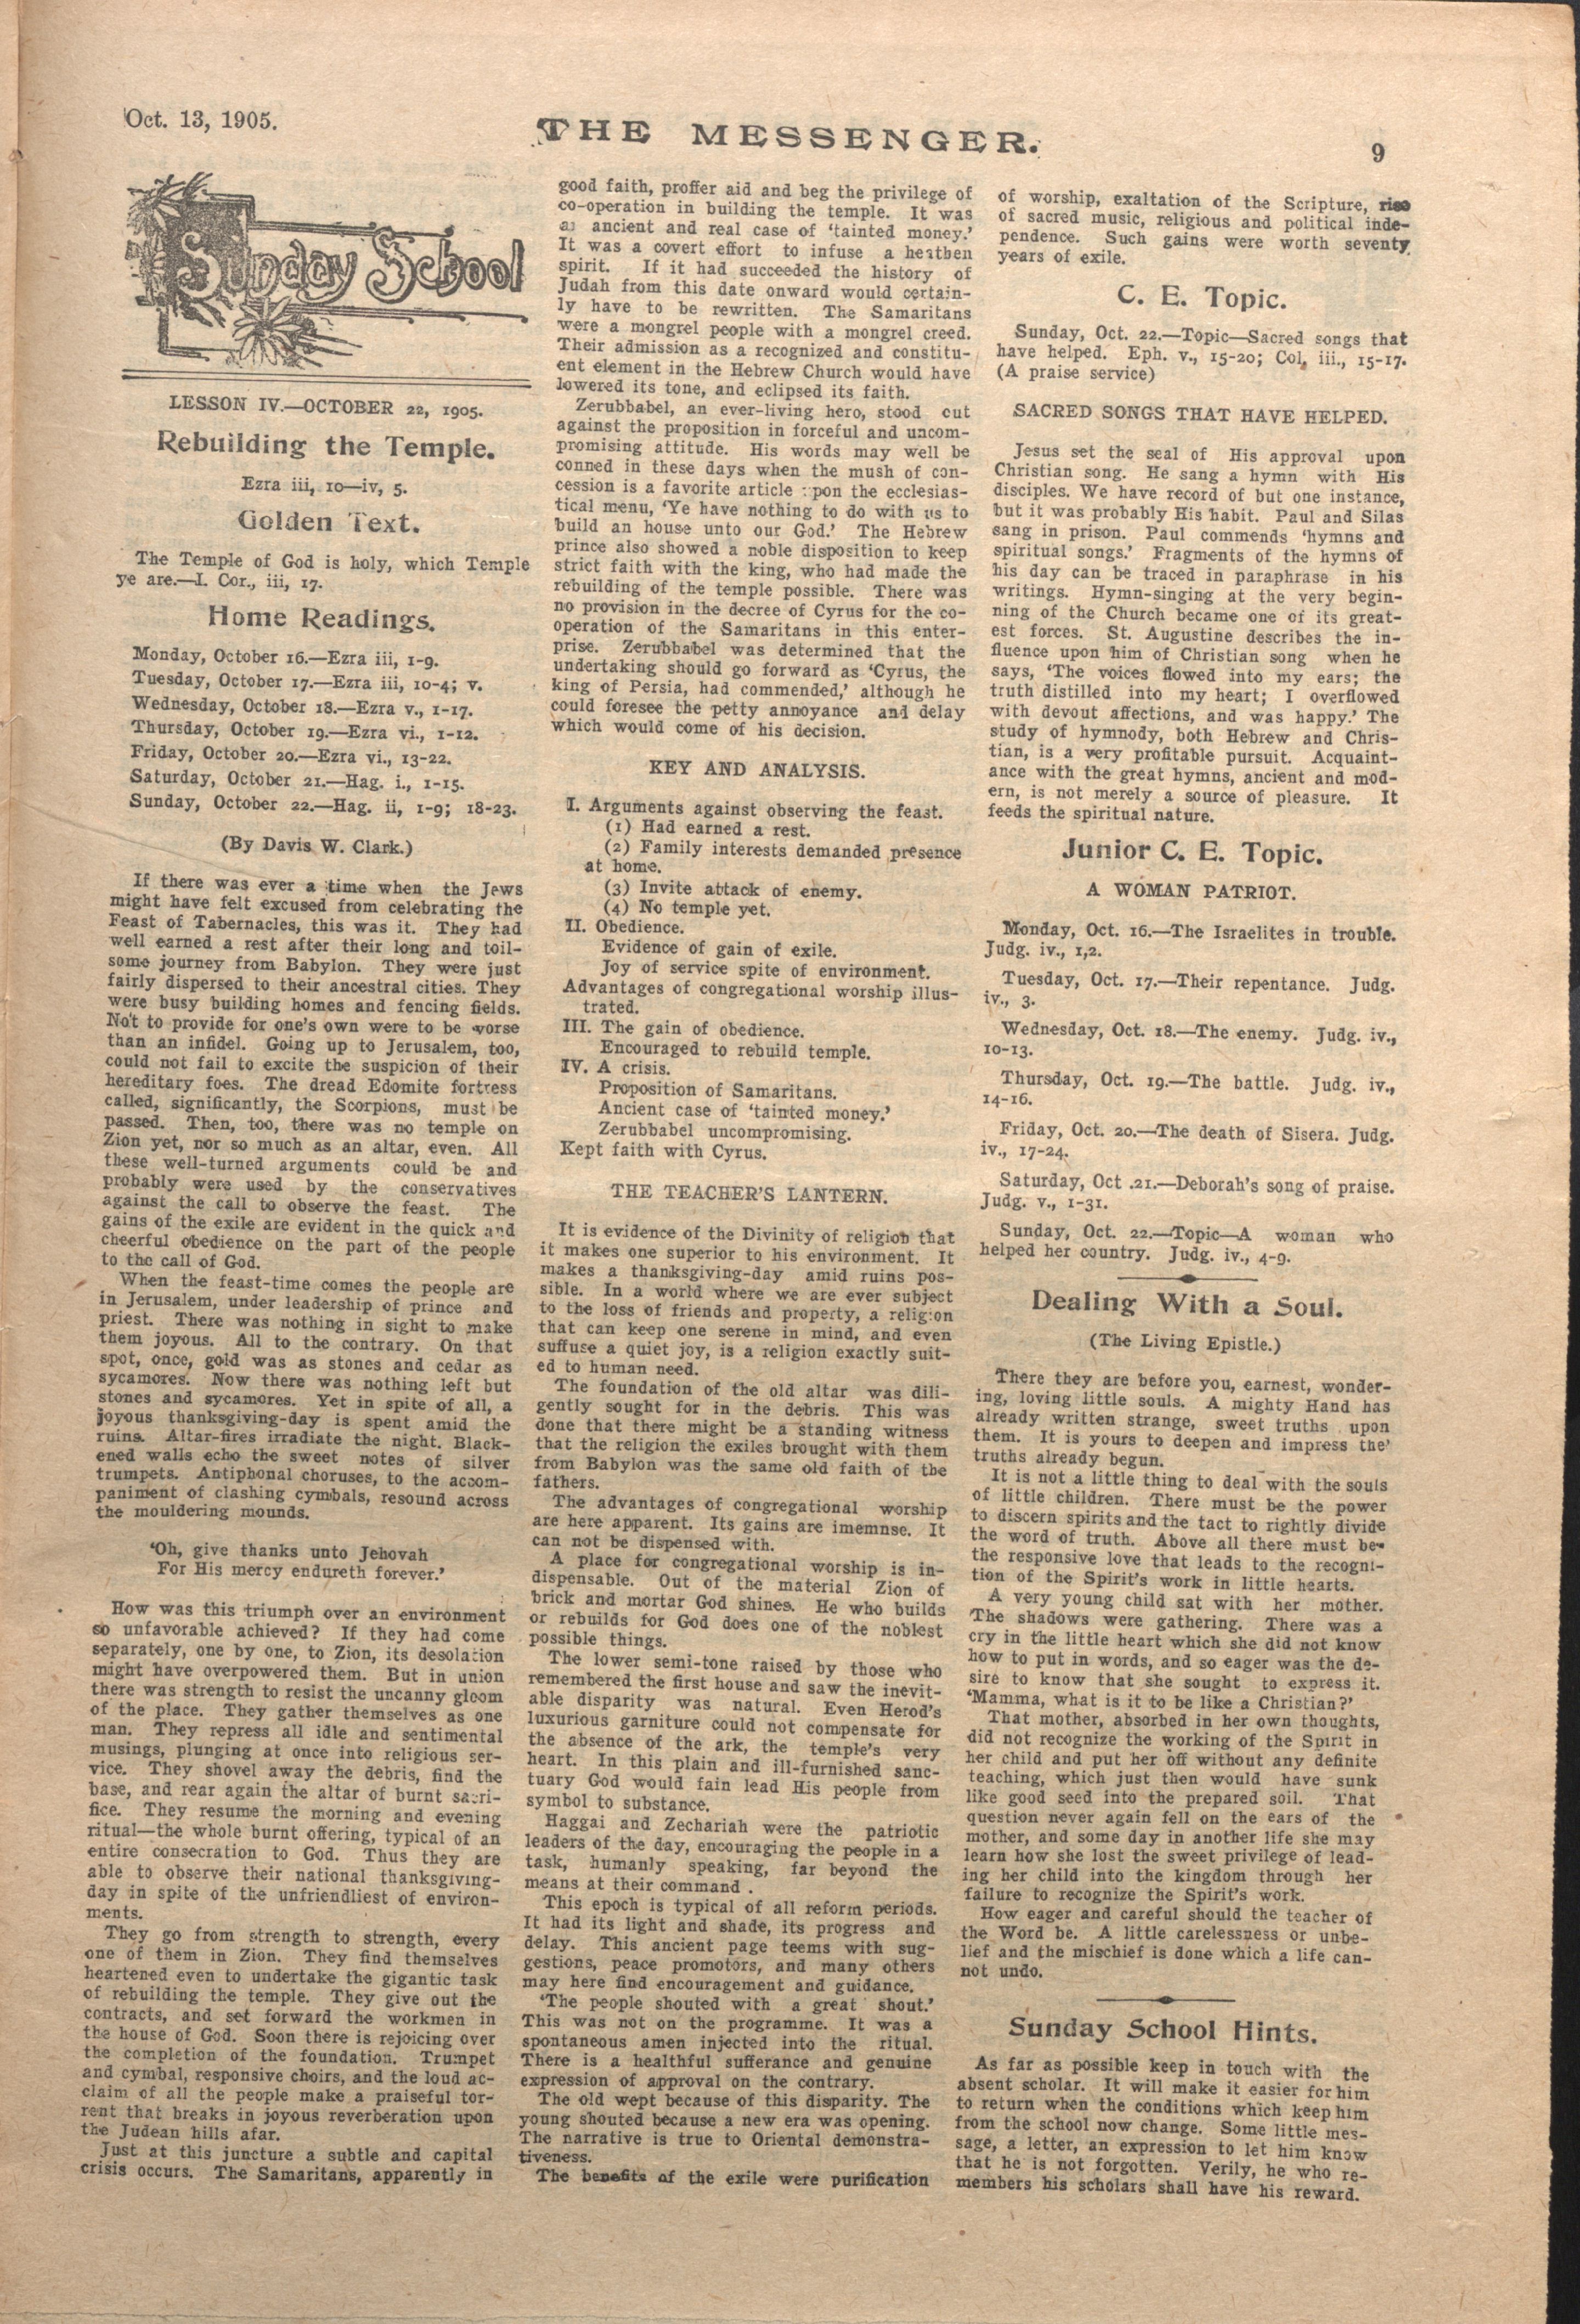 Oct. 13, 1905.
THE MESSENGER.
9
Sunday School
LESSON IV.—OCTOBER 22, 1905.
Rebuilding the Temple.
Ezra iii, 10—iv, 5.
Golden Text.
The Temple of God is holy, which Temple
ye are.—I. Cor., iii, 17.
Home Readings.
Monday, October 16.—Ezra iii, 1-9.
Tuesday, October 17.—Ezra iii, 10-4; v.
Wednesday, October 18.—Ezra v., 1-17.
Thursday, October 19.—Ezra vi., 1-12.
Friday, October 20.—Ezra vi., 13-22.
Saturday, October 21.—Hag. i., 1-15.
Sunday, October 22.—Hag. ii, 1-9; 18-23.
(By Davis W. Clark.)
If there was ever a time when the Jews
might have felt excused from celebrating the
Feast of Tabernacles, this was it. They had
well earned a rest after their long and toil-
some journey from Babylon. They were just
fairly dispersed to their ancestral cities. They
were busy building homes and fencing fields.
Not to provide for one's own were to be worse
than an infidel. Going up to Jerusalem, too,
could not fail to excite the suspicion of their
hereditary foes. The dread Edomite fortress
called, significantly, the Scorpions, must be
passed. Then, too, there was no temple on
Zion yet, nor so much as an altar, even. All
these well-turned arguments could be and
probably were used by the conservatives
against the call to observe the feast. The
gains of the exile are evident in the quick and
cheerful obedience on the part of the people
to the call of God.
When the feast-time comes the people are
in Jerusalem, under leadership of prince and
priest. There was nothing in sight to make
them joyous. All to the contrary. On that
spot, once, gold was as stones and cedar as
sycamores. Now there was nothing left but
stones and sycamores. Yet in spite of all, a
joyous thanksgiving-day is spent amid the
ruins. Altar-fires irradiate the night. Black-
ened walls echo the sweet notes of silver
trumpets. Antiphonal choruses, to the accom-
paniment of clashing cymbals, resound across
the mouldering mounds.
'Oh, give thanks unto Jehovah
For His mercy endureth forever.'
How was this triumph over an environment
so unfavorable achieved? If they had come
separately, one by one, to Zion, its desolation
might have overpowered them. But in union
there was strength to resist the uncanny gloom
of the place. They gather themselves as one
man. They repress all idle and sentimental
musings, plunging at once into religious ser-
vice. They shovel away the debris, find the
base, and rear again the altar of burnt sacri-
fice. They resume the morning and evening
ritual—the whole burnt offering, typical of an
entire consecration to God. Thus they are
able to observe their national thanksgiving-
day in spite of the unfriendliest of environ-
ments.
They go from strength to strength, every
one of them in Zion. They find themselves
heartened even to undertake the gigantic task
of rebuilding the temple. They give out the
contracts, and set forward the workmen in
the house of God. Soon there is rejoicing over
the completion of the foundation. Trumpet
and cymbal, responsive choirs, and the loud ac-
claim of all the people make a praiseful tor-
rent that breaks in joyous reverberation upon
the Judean hills afar.
Just at this juncture a subtle and capital
crisis occurs. The Samaritans, apparently in
good faith, proffer aid and beg the privilege of
co-operation in building the temple. It was
an ancient and real case of 'tainted money.'
It was a covert effort to infuse a heathen
spirit. If it had succeeded the history of
Judah from this date onward would certain-
ly have to be rewritten. The Samaritans
were a mongrel people with a mongrel creed.
Their admission as a recognized and constitu-
ent element in the Hebrew Church would have
lowered its tone, and eclipsed its faith.
Zerubbabel, an ever-living hero, stood cut
against the proposition in forceful and uncom-
promising attitude. His words may well be
conned in these days when the mush of con-
cession is a favorite article upon the ecclesias-
tical menu, 'Ye have nothing to do with us to
build an house unto our God.' The Hebrew
prince also showed a noble disposition to keep
strict faith with the king, who had made the
rebuilding of the temple possible. There was
no provision in the decree of Cyrus for the co-
operation of the Samaritans in this enter-
prise. Zerubbabel was determined that the
undertaking should go forward as 'Cyrus, the
king of Persia, had commended,' although he
could foresee the petty annoyance and delay
which would come of his decision.
KEY AND ANALYSIS.
I. Arguments against observing the feast.
(1) Had earned a rest.
(2) Family interests demanded presence
at home.
(3) Invite attack of enemy.
(4) No temple yet.
II. Obedience.
Evidence of gain of exile.
Joy of service spite of environment.
Advantages of congregational worship illus-
trated.
III. The gain of obedience.
Encouraged to rebuild temple.
IV. A crisis.
Proposition of Samaritans.
Ancient case of 'tainted money.'
Zerubbabel uncompromising.
Kept faith with Cyrus.
THE TEACHER'S LANTERN.
It is evidence of the Divinity of religion that
it makes one superior to his environment. It
makes a thanksgiving-day amid ruins pos-
sible. In a world where we are ever subject
to the loss of friends and property, a religion
that can keep one serene in mind, and even
suffuse a quiet joy, is a religion exactly suit-
ed to human need.
The foundation of the old altar was dili-
gently sought for in the debris. This was
done that there might be a standing witness
that the religion the exiles brought with them
from Babylon was the same old faith of the
fathers.
The advantages of congregational worship
are here apparent. Its gains are imemnse. It
can not be dispensed with.
A place for congregational worship is in-
dispensable. Out of the material Zion of
brick and mortar God shines. He who builds
or rebuilds for God does one of the noblest
possible things.
The lower semi-tone raised by those who
remembered the first house and saw the inevit-
able disparity was natural. Even Herod's
luxurious garniture could not compensate for
the absence of the ark, the temple's very
heart. In this plain and ill-furnished sanc-
tuary God would fain lead His people from
symbol to substance.
Haggai and Zechariah were the patriotic
leaders of the day, encouraging the people in a
task, humanly speaking, far beyond the
means at their command .
This epoch is typical of all reform periods.
It had its light and shade, its progress and
delay. This ancient page teems with sug-
gestions, peace promotors, and many others
may here find encouragement and guidance.
'The people shouted with a great shout.'
This was not on the programme. It was a
spontaneous amen injected into the ritual.
There is a healthful sufferance and genuine
expression of approval on the contrary.
The old wept because of this disparity. The
young shouted because a new era was opening.
The narrative is true to Oriental demonstra-
tiveness.
The benefits of the exile were purification
of worship, exaltation of the Scripture, rise
of sacred music, religious and political inde-
pendence. Such gains were worth seventy
years of exile.
C. E. Topic.
Sunday, Oct. 22.—Topic—Sacred songs that
have helped. Eph. v., 15-20; Col, iii., 15-17.
(A praise service)
SACRED SONGS THAT HAVE HELPED.
Jesus set the seal of His approval upon
Christian song. He sang a hymn with His
disciples. We have record of but one instance,
but it was probably His habit. Paul and Silas
sang in prison. Paul commends 'hymns and
spiritual songs.' Fragments of the hymns of
his day can be traced in paraphrase in his
writings. Hymn-singing at the very begin-
ning of the Church became one of its great-
est forces. St. Augustine describes the in-
fluence upon him of Christian song when he
says, 'The voices flowed into my ears; the
truth distilled into my heart; I overflowed
with devout affections, and was happy.' The
study of hymnody, both Hebrew and Chris-
tian, is a very profitable pursuit. Acquaint-
ance with the great hymns, ancient and mod-
ern, is not merely a source of pleasure. It
feeds the spiritual nature.
Junior C. E. Topic.
A WOMAN PATRIOT.
Monday, Oct. 16.—The Israelites in trouble.
Judg. iv., 1,2.
Tuesday, Oct. 17.—Their repentance. Judg.
iv., 3.
Wednesday, Oct. 18.—The enemy. Judg. iv.,
10-13.
Thursday, Oct. 19.—The battle. Judg. iv.,
14-16.
Friday, Oct. 20.—The death of Sisera. Judg.
iv., 17-24.
Saturday, Oct .21.—Deborah's song of praise.
Judg. v., 1-31.
Sunday, Oct. 22.—Topic—A woman who
helped her country. Judg. iv., 4-9.
Dealing With a Soul.
(The Living Epistle.)
There they are before you, earnest, wonder-
ing, loving little souls. A mighty Hand has
already written strange, sweet truths upon
them. It is yours to deepen and impress the
truths already begun.
It is not a little thing to deal with the souls
of little children. There must be the power
to discern spirits and the tact to rightly divide
the word of truth. Above all there must be
the responsive love that leads to the recogni-
tion of the Spirit's work in little hearts.
A very young child sat with her mother.
The shadows were gathering. There was a
cry in the little heart which she did not know
how to put in words, and so eager was the de-
sire to know that she sought to express it.
'Mamma, what is it to be like a Christian?'
That mother, absorbed in her own thoughts,
did not recognize the working of the Spirit in
her child and put her off without any definite
teaching, which just then would have sunk
like good seed into the prepared soil. That
question never again fell on the ears of the
mother, and some day in another life she may
learn how she lost the sweet privilege of lead-
ing her child into the kingdom through her
failure to recognize the Spirit's work.
How eager and careful should the teacher of
the Word be. A little carelessness or unbe-
lief and the mischief is done which a life can-
not undo.
Sunday School Hints.
As far as possible keep in touch with the
absent scholar. It will make it easier for him
to return when the conditions which keep him
from the school now change. Some little mes-
sage, a letter, an expression to let him know
that he is not forgotten. Verily, he who re-
members his scholars shall have his reward.